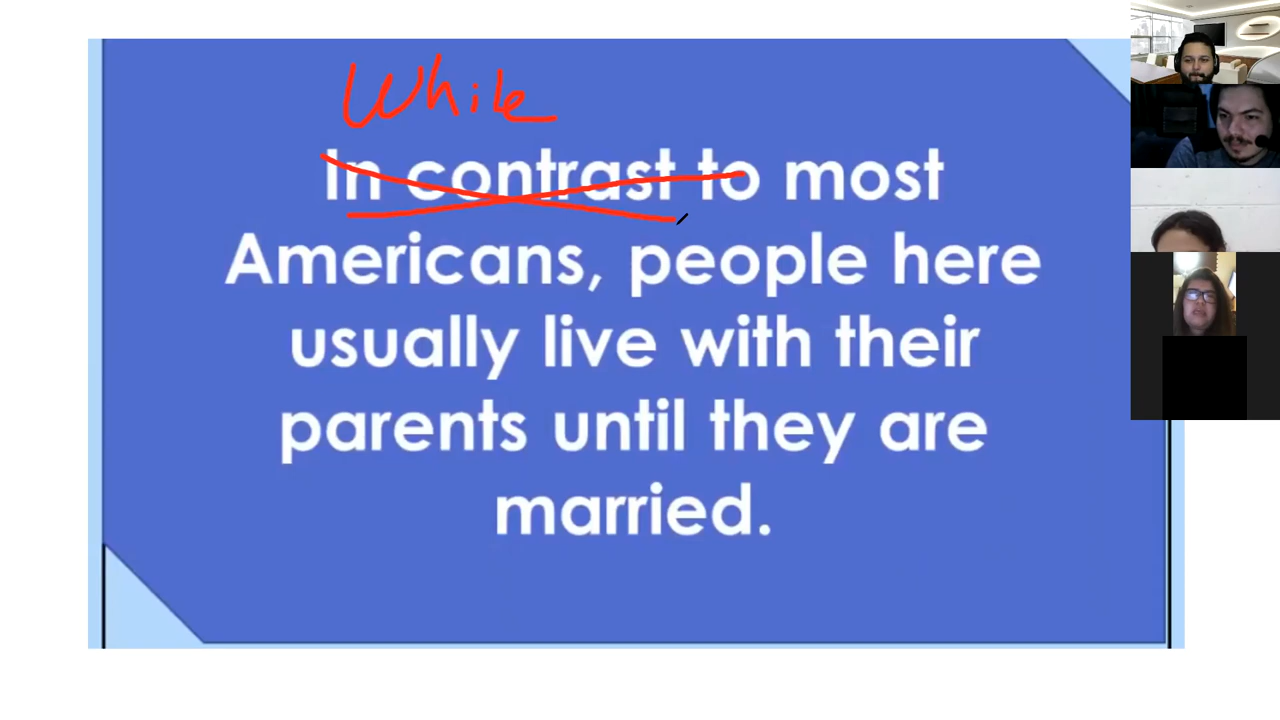 While
In contrast to most
Americans, people here
usually live with their
parents until they are
married.